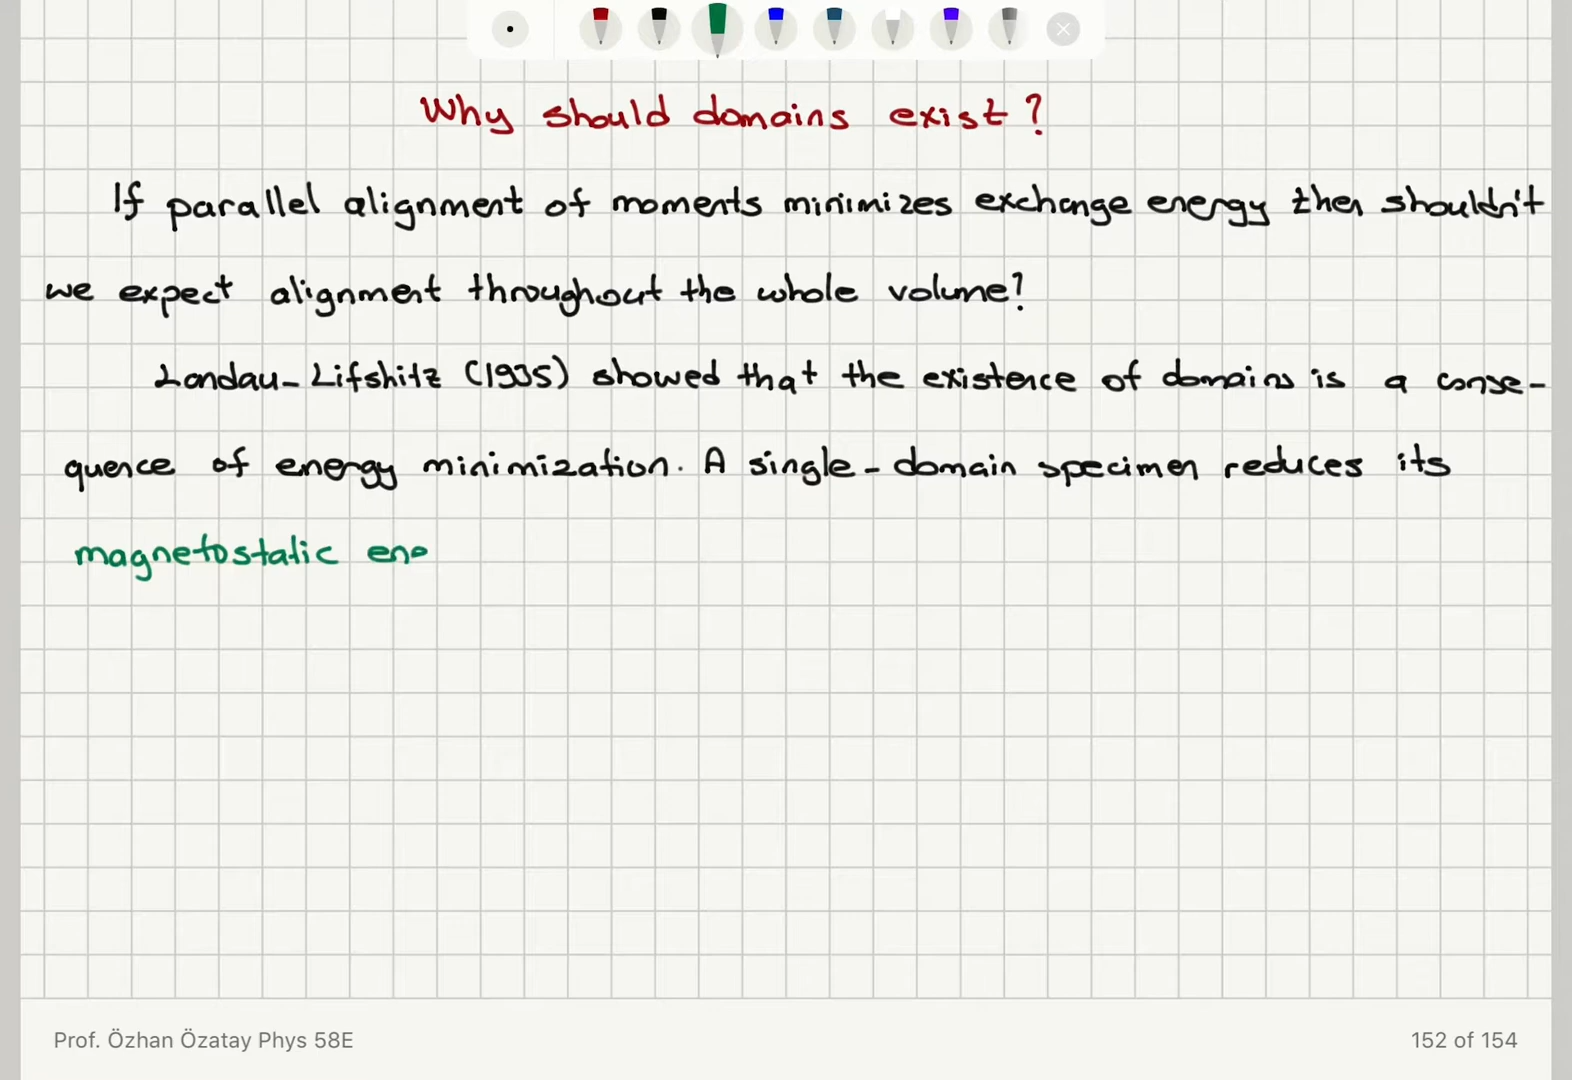 Why should domains exist?
If parallel alignment of moments minimizes exchange energy then shouldn't
we expect alignment throughout the whole volume?
Landau-Lifshitz (1935) showed that the existence of domains is a conse-
quence of energy minimization. A single-domain specimen reduces its
magnetostatic ene
Prof. Özhan Özatay Phys 58E
152 of 154